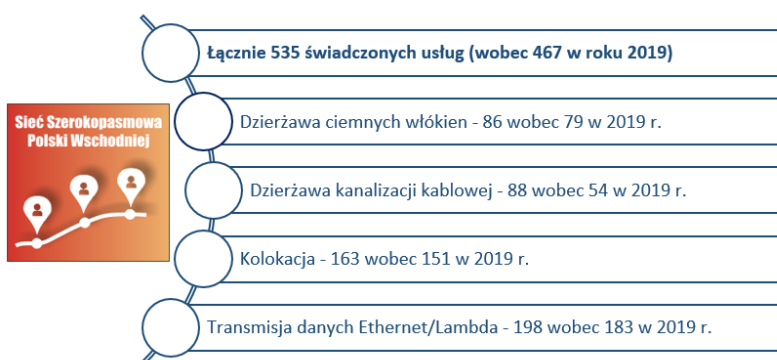 Łącznie 535 świadczonych usług (wobec 467 w roku 2019)
Sieć Szerokopasmowa
Polski Wschodniej
Dzierżawa ciemnych włókien - 86 wobec 79 w 2019 r.
Dzierżawa kanalizacji kablowej - 88 wobec 54 w 2019 r.
Kolokacja - 163 wobec 151 w 2019 r.
Transmisja danych Ethernet/Lambda - 198 wobec 183 w 2019 r.